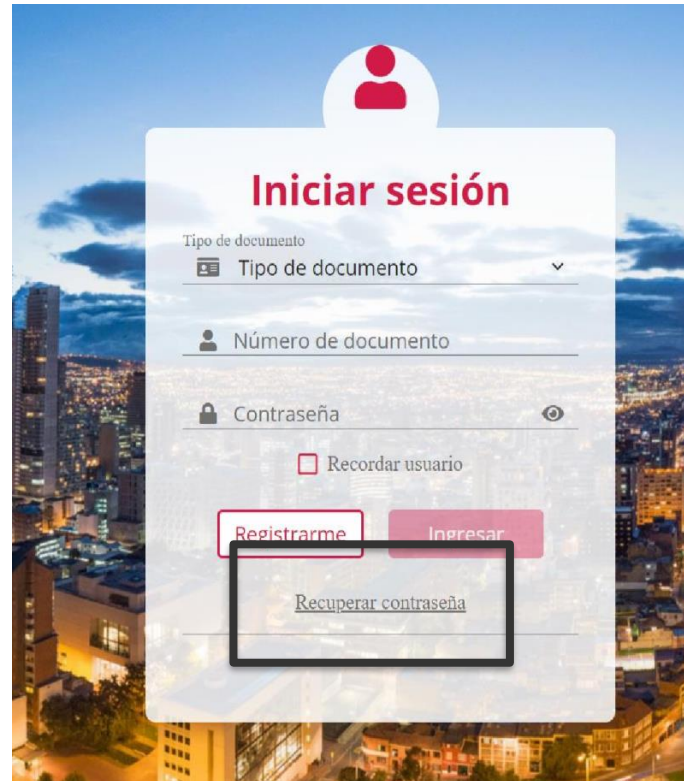 Iniciar sesión
Tipo de documento
Tipo de documento
Número de documento
Contraseña
Recordar usuario
Registrarme Ingresar
Recuperar contraseña